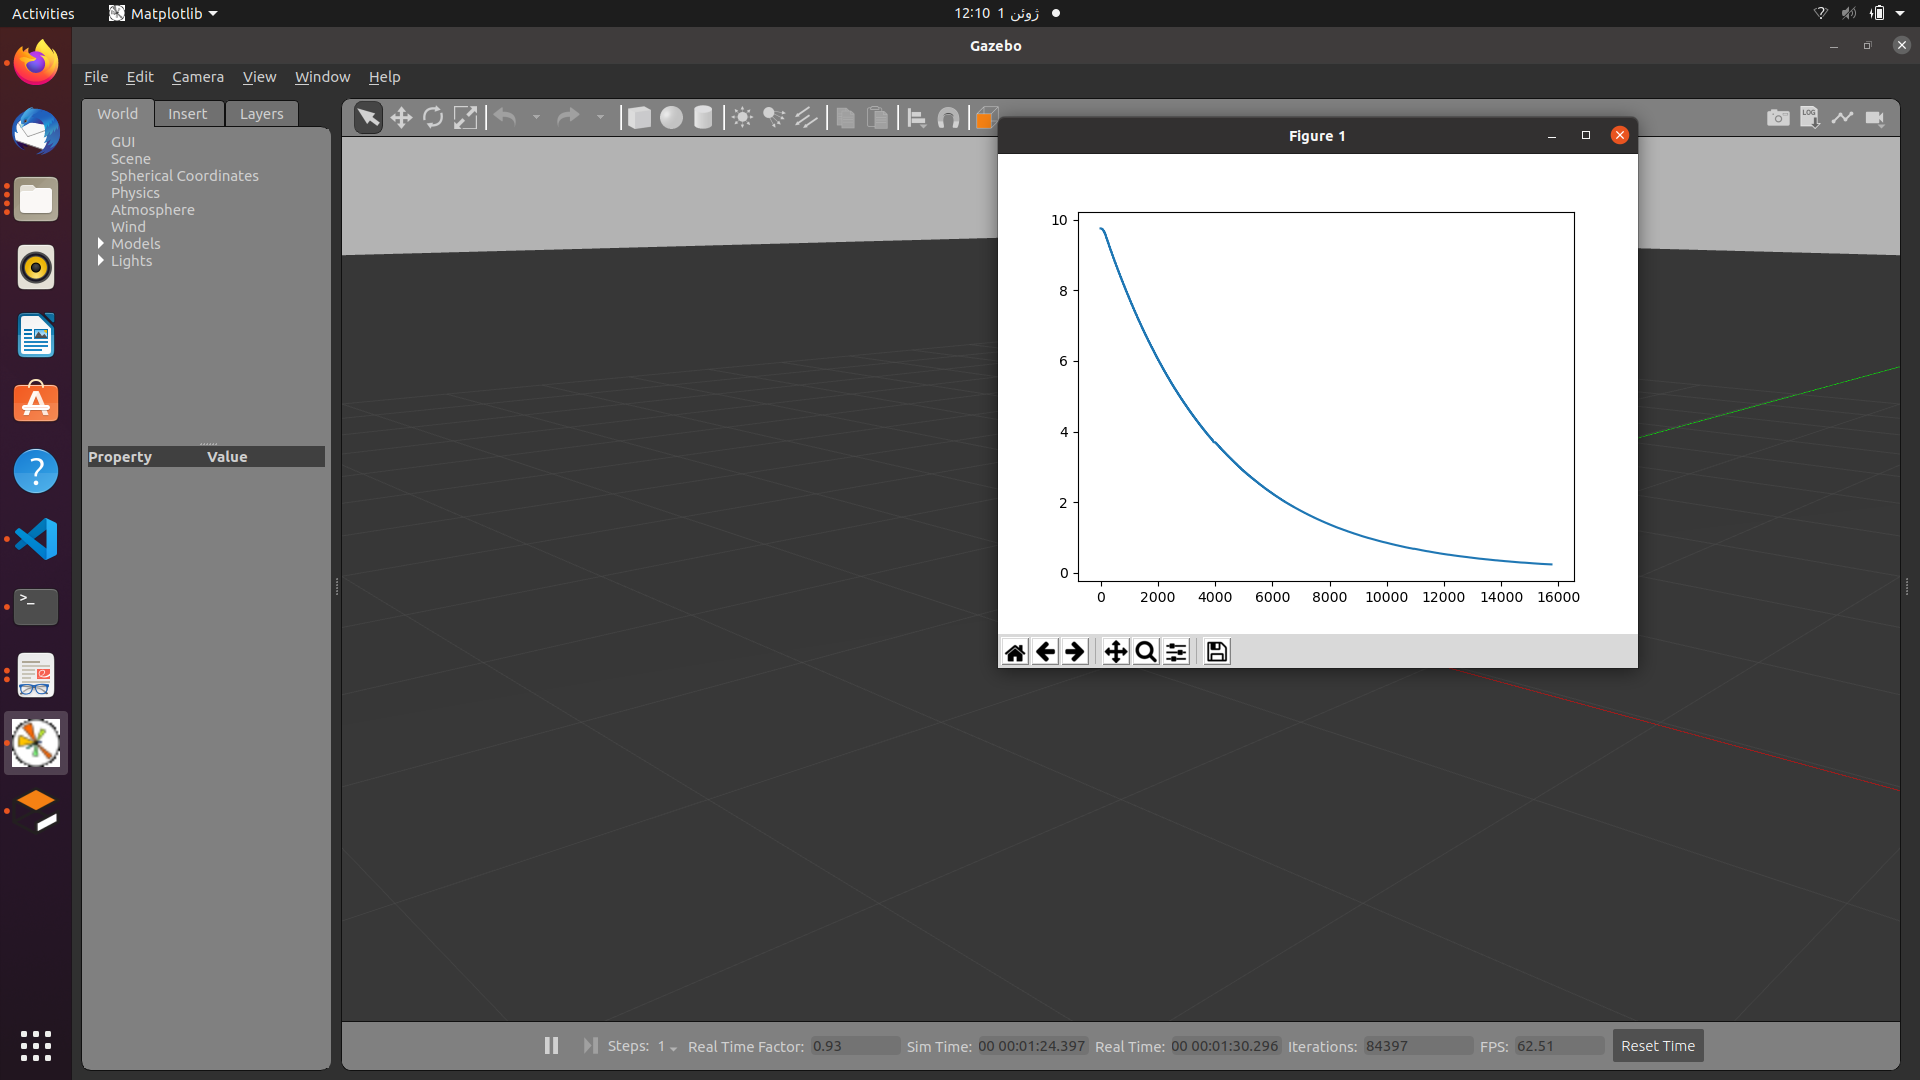 Activities Matplotlib 12:10 1 ژوئن
Gazebo
File Edit Camera View Window Help
World Insert Layers
GUI
Scene
Spherical Coordinates
Physics
Atmosphere
Wind
Models
Lights
Property Value
LOG
Figure 1
10
8
6
4
2
0
0 2000 4000 6000 8000 10000 12000 14000 16000
Steps: 1 Real Time Factor: 0.93 Sim Time: 00 00:01:24.397 Real Time: 00 00:01:30.296 Iterations: 84397 FPS: 62.51 Reset Time